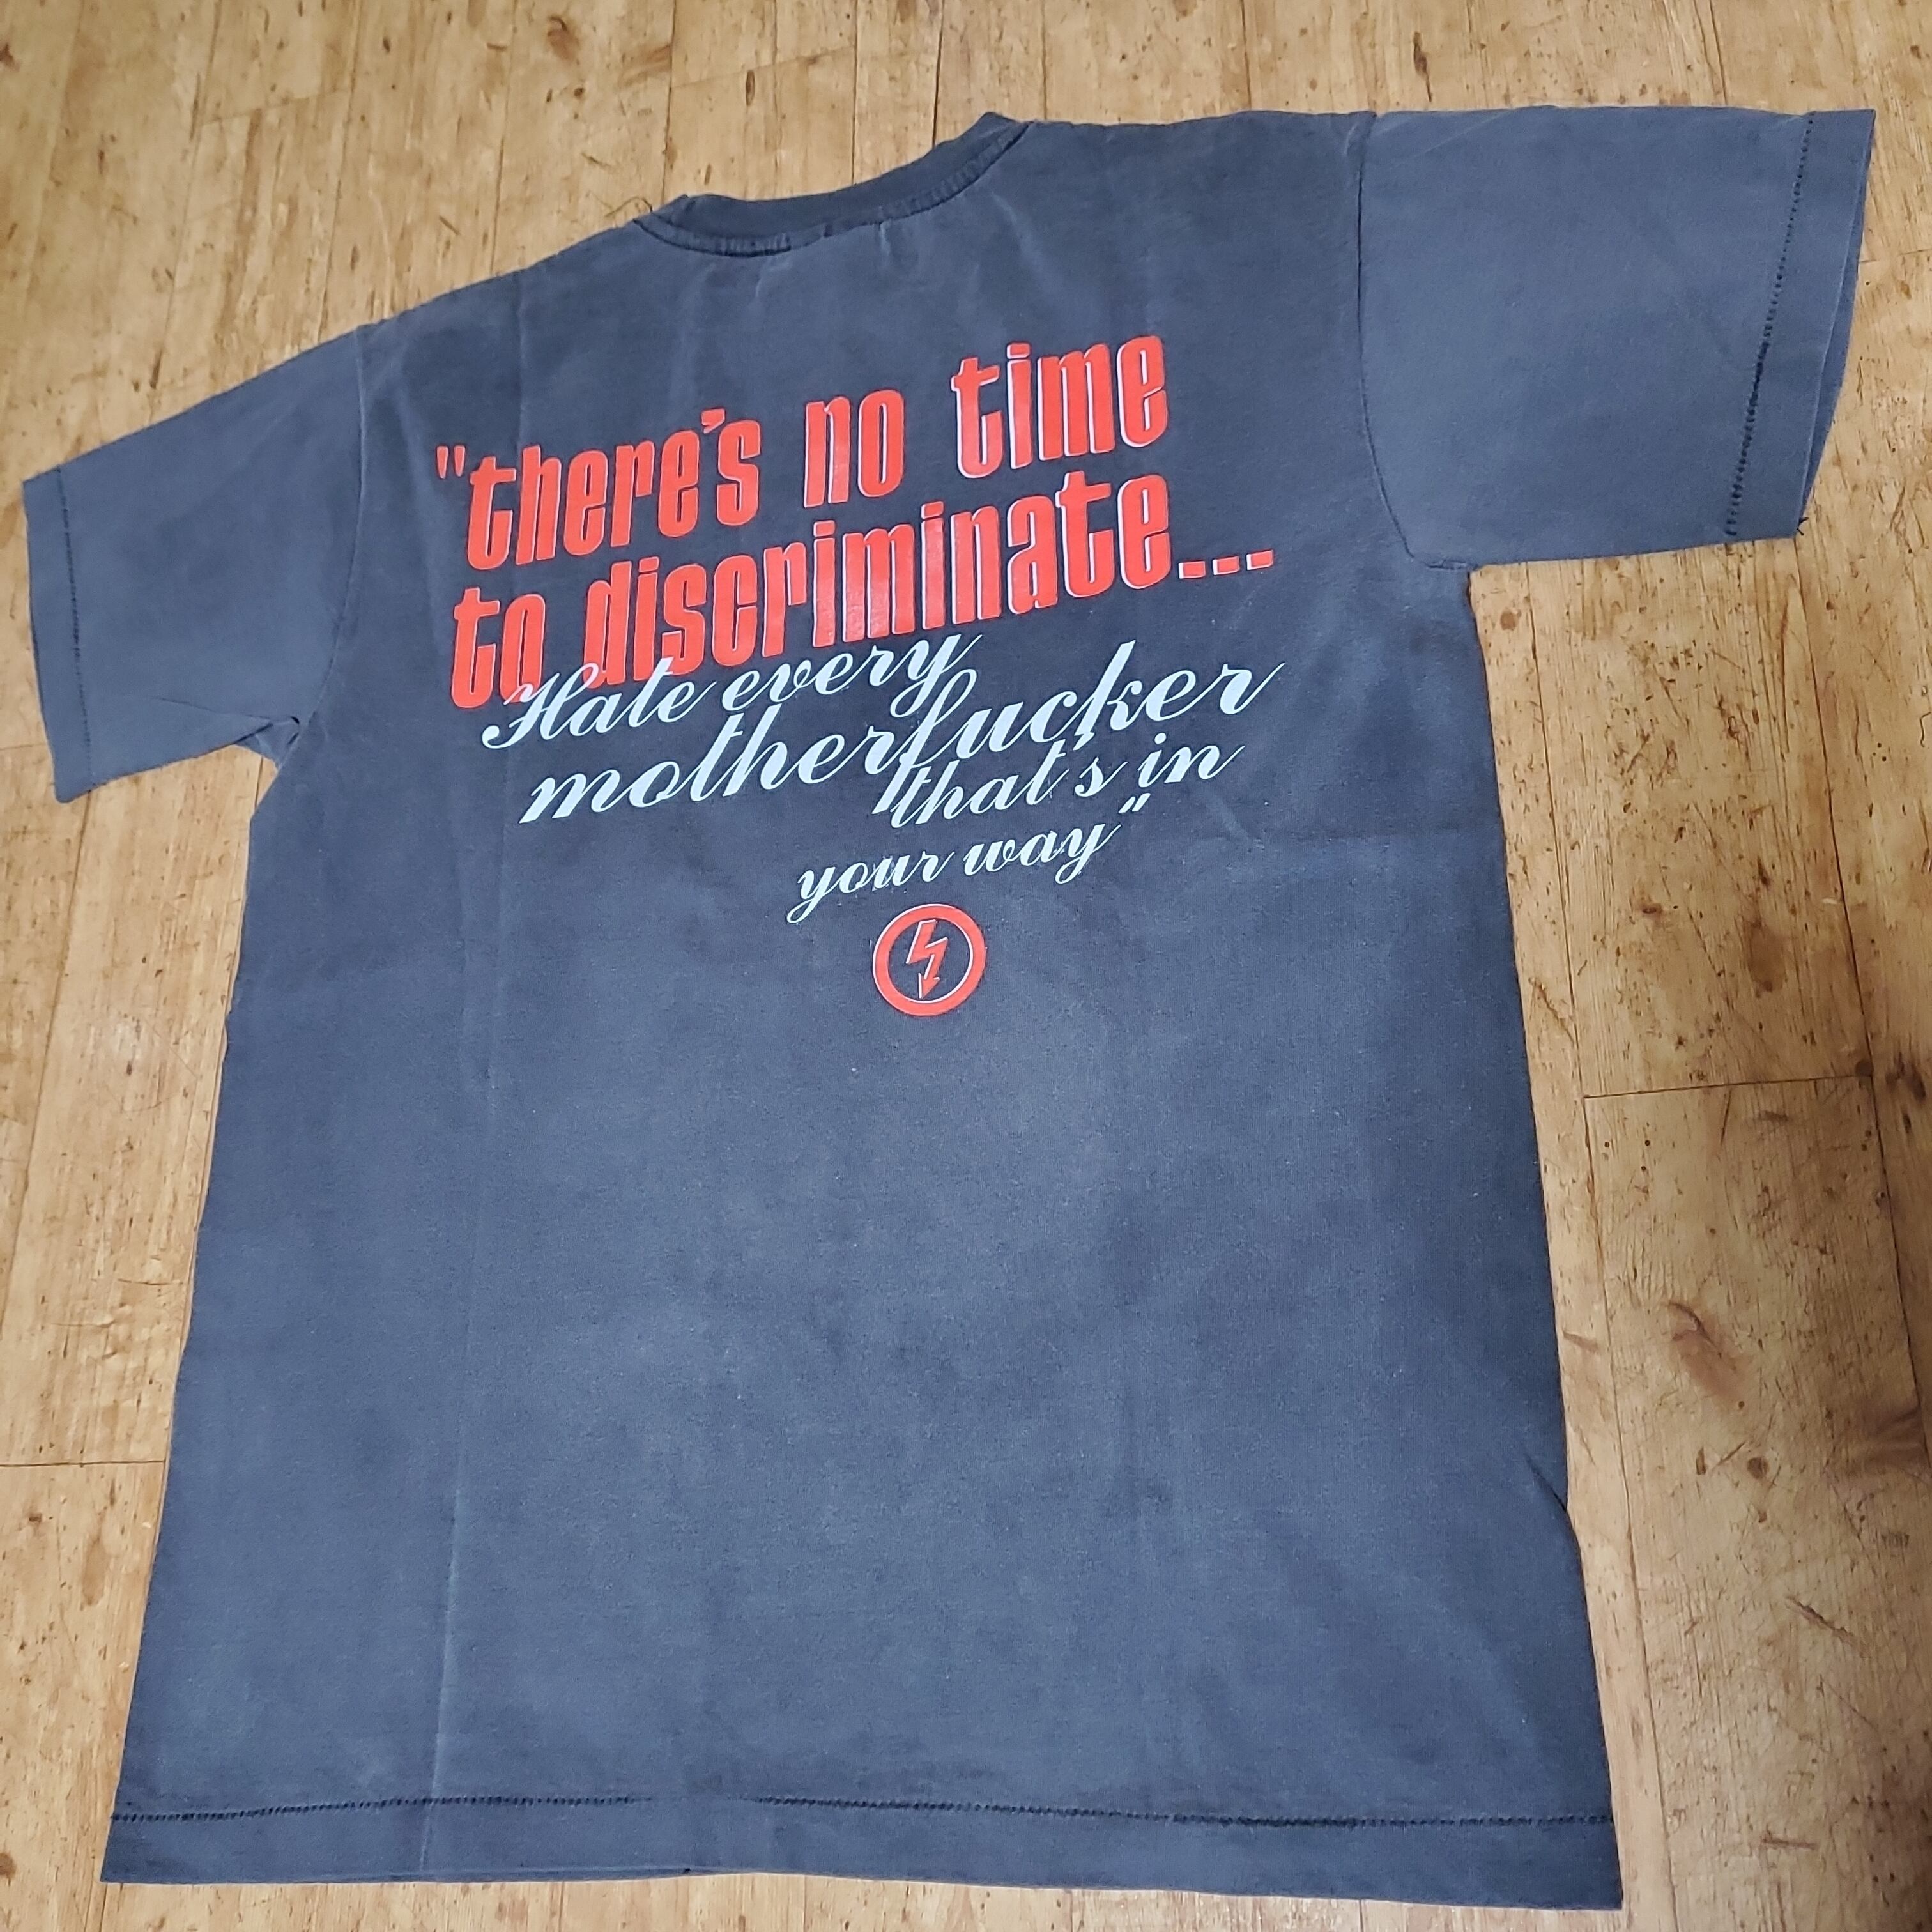 "there's no time
to discriminate...
Hate every
motherfucker
that's in
your way"